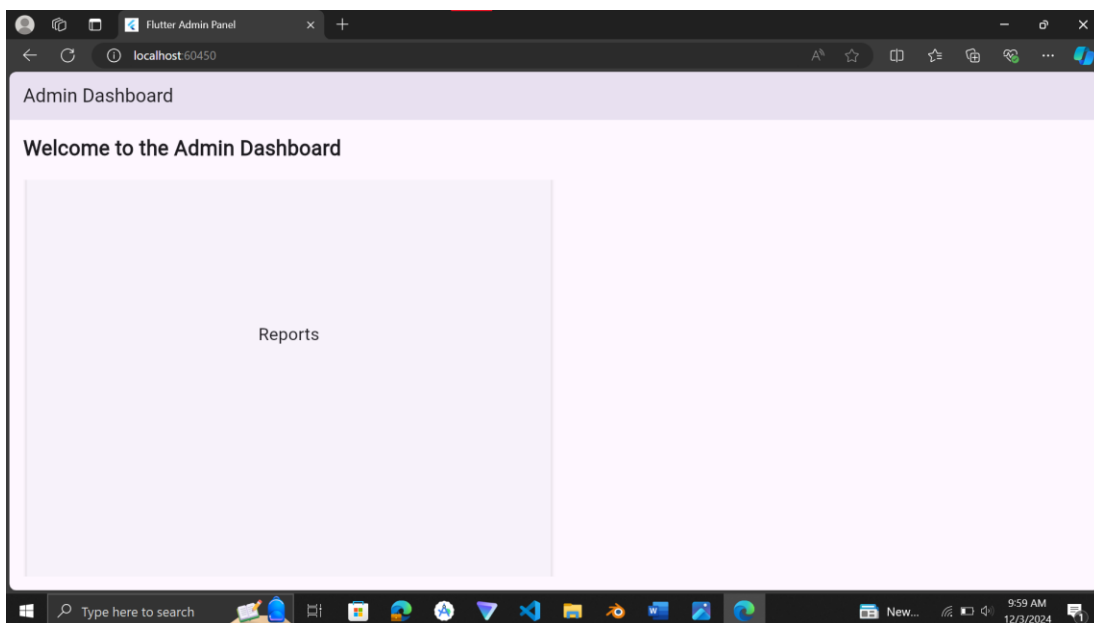 Flutter Admin Panel
localhost:60450
Admin Dashboard
Welcome to the Admin Dashboard
Reports
Type here to search
New...
9:59 AM
12/3/2024
1